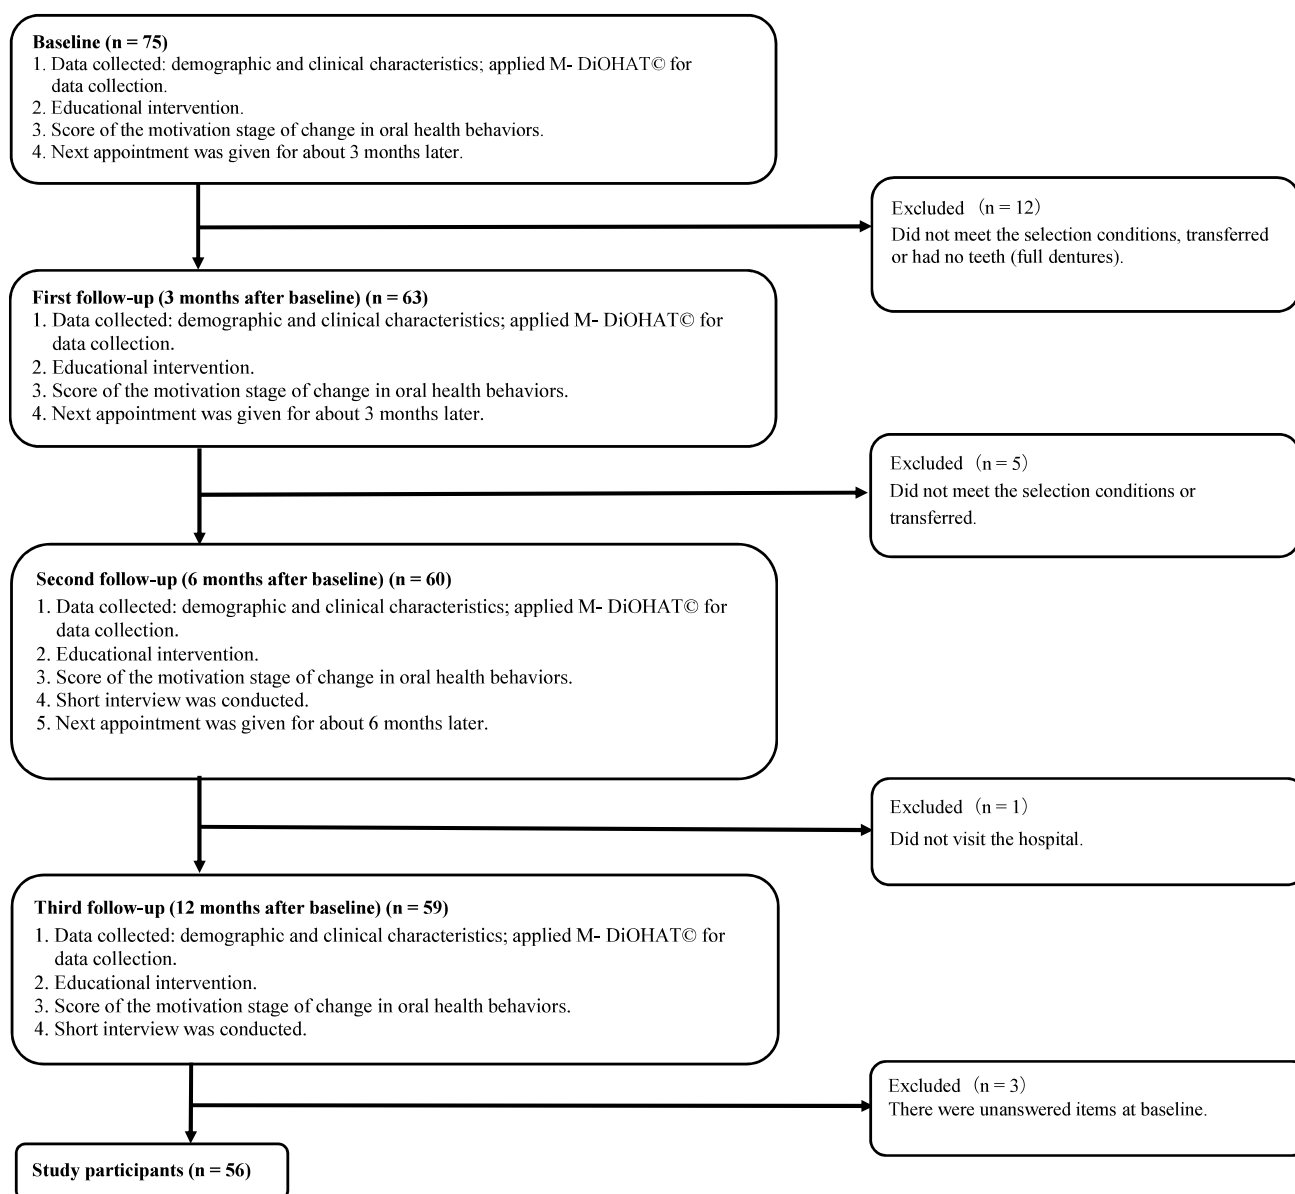 Baseline (n = 75)
1. Data collected: demographic and clinical characteristics; applied M- DiOHAT© for
data collection.
2. Educational intervention.
3. Score of the motivation stage of change in oral health behaviors.
4. Next appointment was given for about 3 months later.
Excluded（n = 12）
Did not meet the selection conditions, transferred
or had no teeth (full dentures).
First follow-up (3 months after baseline) (n = 63)
1. Data collected: demographic and clinical characteristics; applied M- DiOHAT© for
data collection.
2. Educational intervention.
3. Score of the motivation stage of change in oral health behaviors.
4. Next appointment was given for about 3 months later.
Excluded（n = 5）
Did not meet the selection conditions or
transferred.
Second follow-up (6 months after baseline) (n = 60)
1. Data collected: demographic and clinical characteristics; applied M- DiOHAT© for
data collection.
2. Educational intervention.
3. Score of the motivation stage of change in oral health behaviors.
4. Short interview was conducted.
5. Next appointment was given for about 6 months later.
Excluded（n = 1）
Did not visit the hospital.
Third follow-up (12 months after baseline) (n = 59)
1. Data collected: demographic and clinical characteristics; applied M- DiOHAT© for
data collection.
2. Educational intervention.
3. Score of the motivation stage of change in oral health behaviors.
4. Short interview was conducted.
Excluded（n = 3）
There were unanswered items at baseline.
Study participants (n = 56)